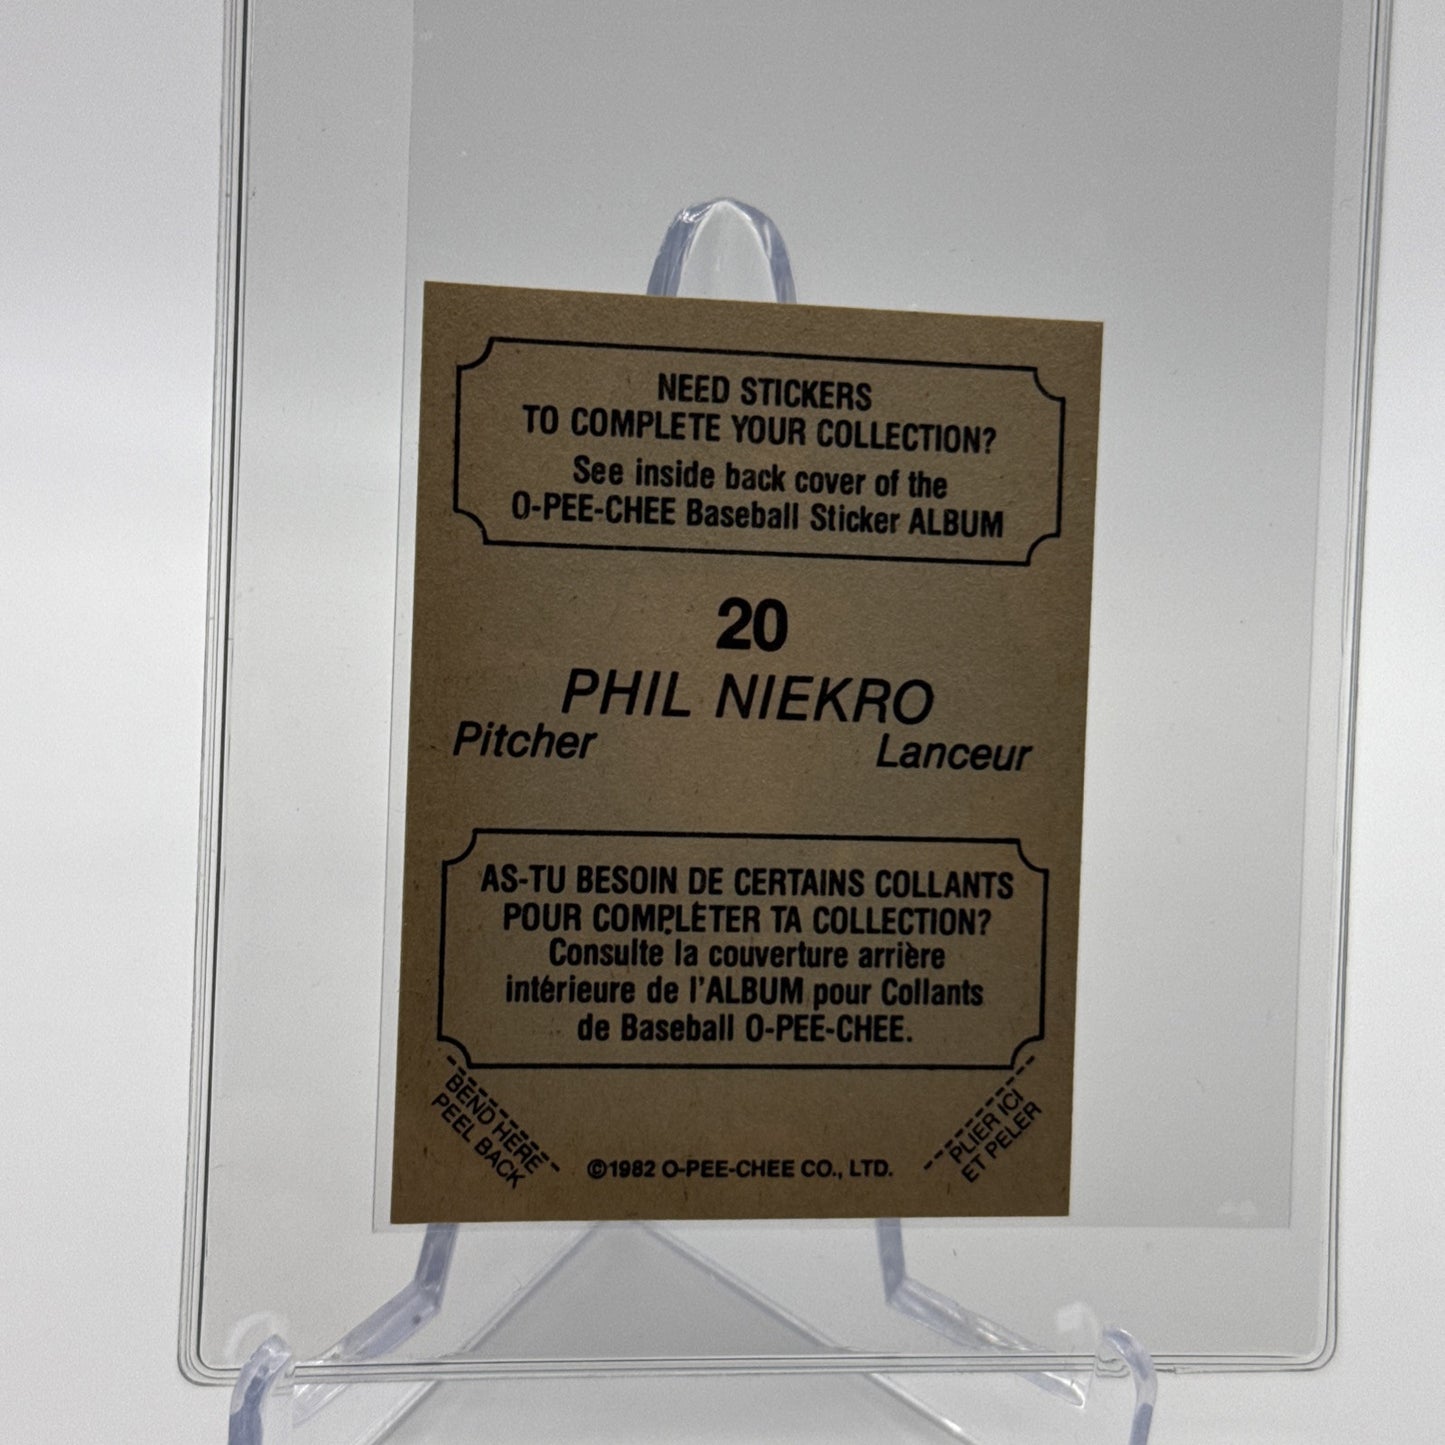 NEED STICKERS
TO COMPLETE YOUR COLLECTION?
See inside back cover of the
O-PEE-CHEE Baseball Sticker ALBUM
20
PHIL NIEKRO
Pitcher Lanceur
AS-TU BESOIN DE CERTAINS COLLANTS
POUR COMPLÉTER TA COLLECTION?
Consulte la couverture arrière
intérieure de l'ALBUM pour Collants
de Baseball O-PEE-CHEE.
BEND HERE
PEEL BACK
©1982 O-PEE-CHEE CO., LTD.
PLIER ICI
ET PELER